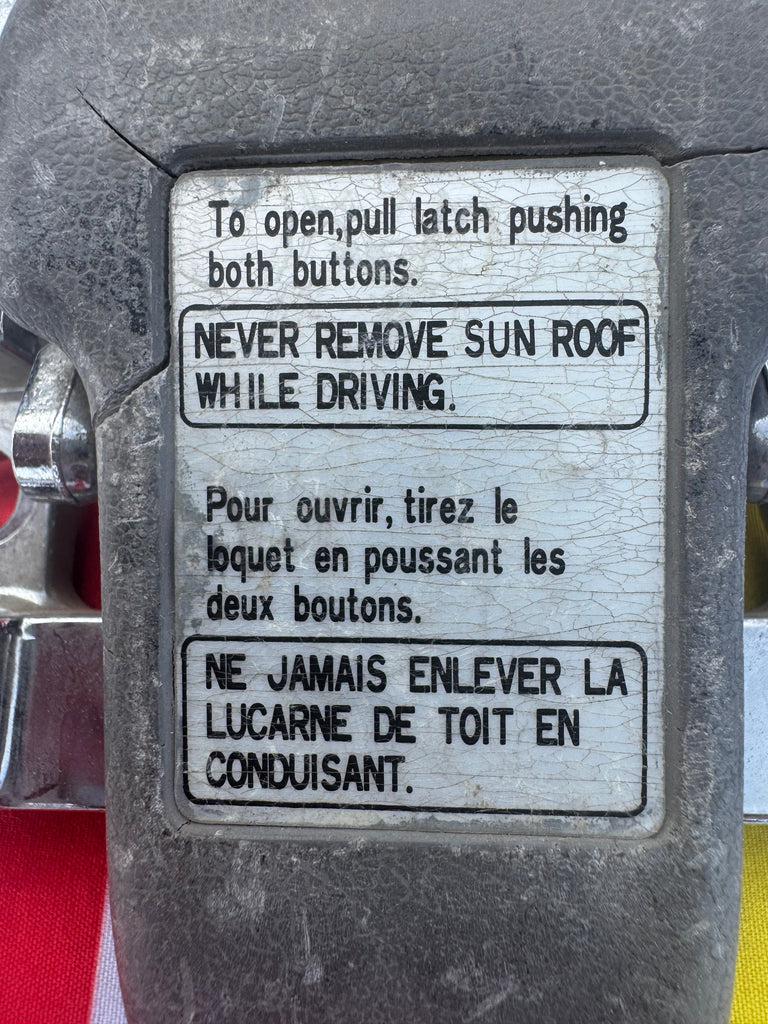 To open,pull latch pushing
both buttons.
NEVER REMOVE SUN ROOF
WHILE DRIVING.
Pour ouvrir, tirez le
loquet en poussant les
deux boutons.
NE JAMAIS ENLEVER LA
LUCARNE DE TOIT EN
CONDUISANT.